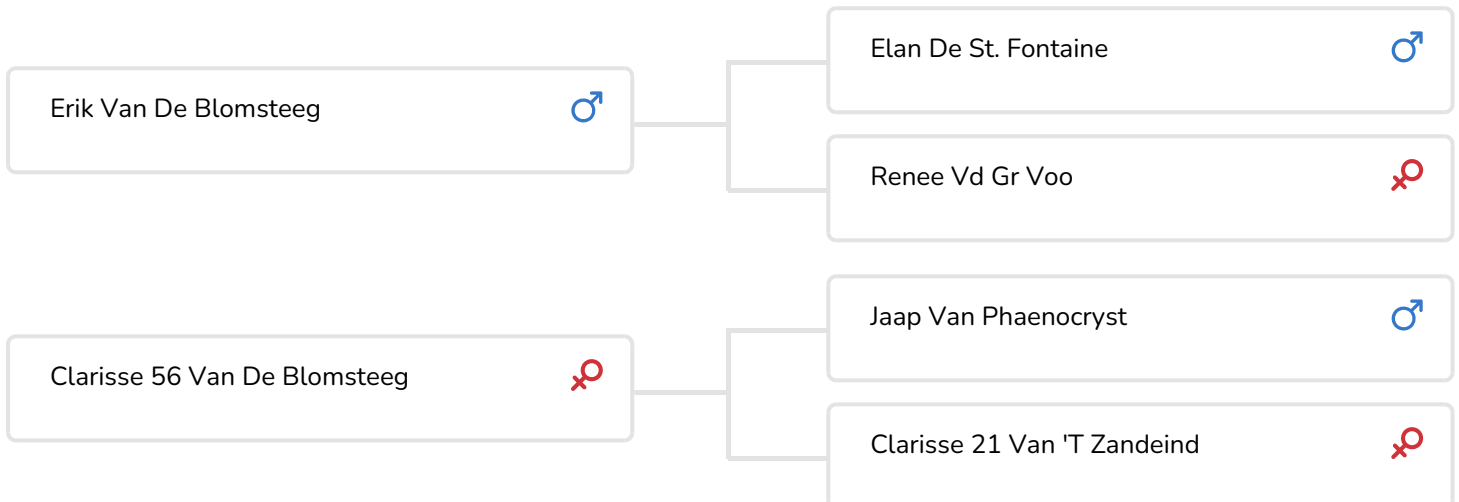 Elan De St. Fontaine
Erik Van De Blomsteeg
Renee Vd Gr Voo
Jaap Van Phaenocryst
Clarisse 56 Van De Blomsteeg
Clarisse 21 Van 'T Zandeind